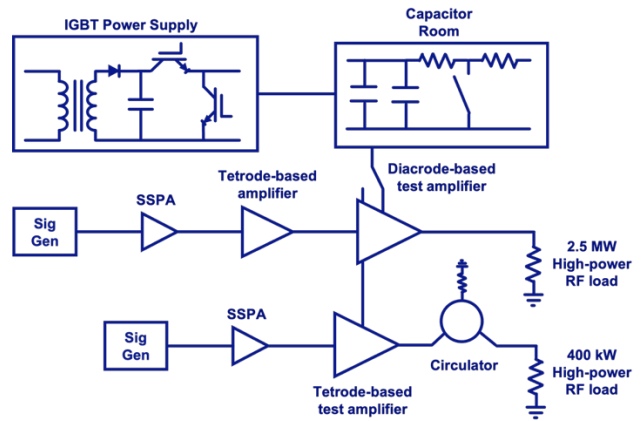 IGBT Power Supply
Capacitor
Room
Tetrode-based
amplifier
Diacrode-based
test amplifier
SSPA
Sig
Gen
2.5 MW
High-power
RF load
SSPA
Sig
Gen
Circulator
400 kW
High-power
RF load
Tetrode-based
test amplifier